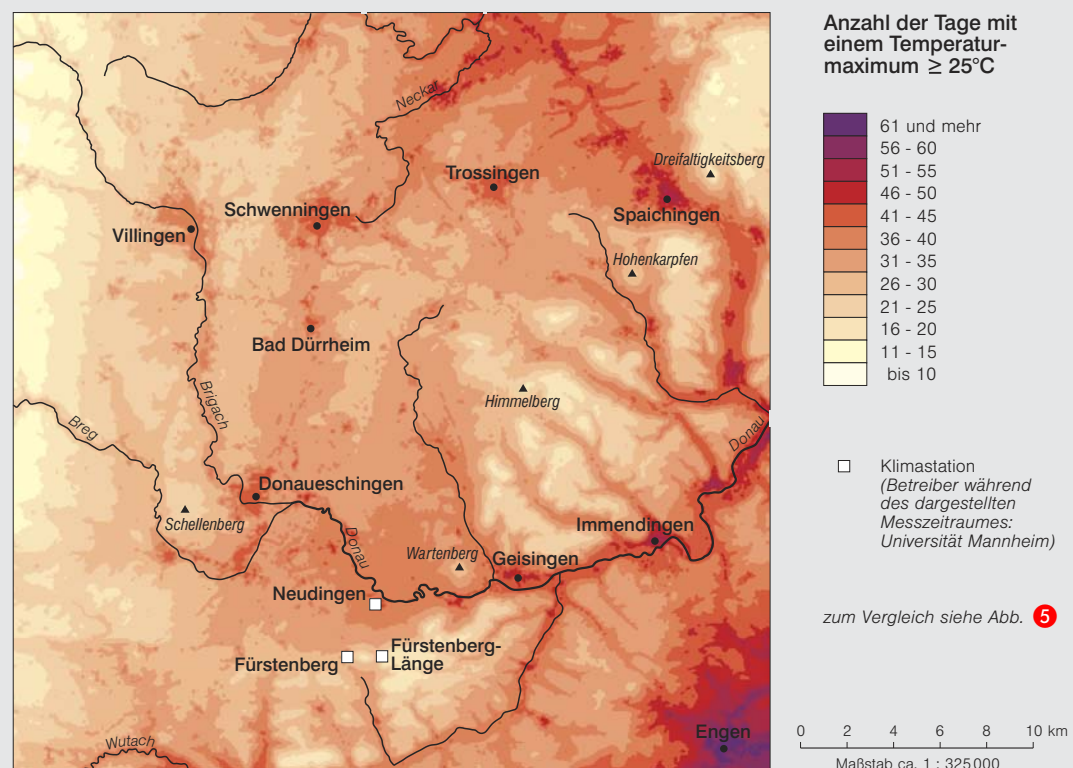 Neckar
Trossingen
Dreifaltigkeitsberg
Schwenningen
Spaichingen
Villingen
Hohenkarpfen
Bad Dürrheim
Himmelberg
Brigach
Breg
Donau
Donaueschingen
Schellenberg
Donau
Immendingen
Wartenberg
Geisingen
Neudingen
Fürstenberg-
Länge
Fürstenberg
Wutach
Engen
Anzahl der Tage mit
einem Temperatur-
maximum ≥ 25°C
61 und mehr
56 - 60
51 - 55
46 - 50
41 - 45
36 - 40
31 - 35
26 - 30
21 - 25
16 - 20
11 - 15
bis 10
Klimastation
(Betreiber während
des dargestellten
Messzeitraumes:
Universität Mannheim)
zum Vergleich siehe Abb. 5
0 2 4 6 8 10 km
Maßstab ca. 1 : 325 000